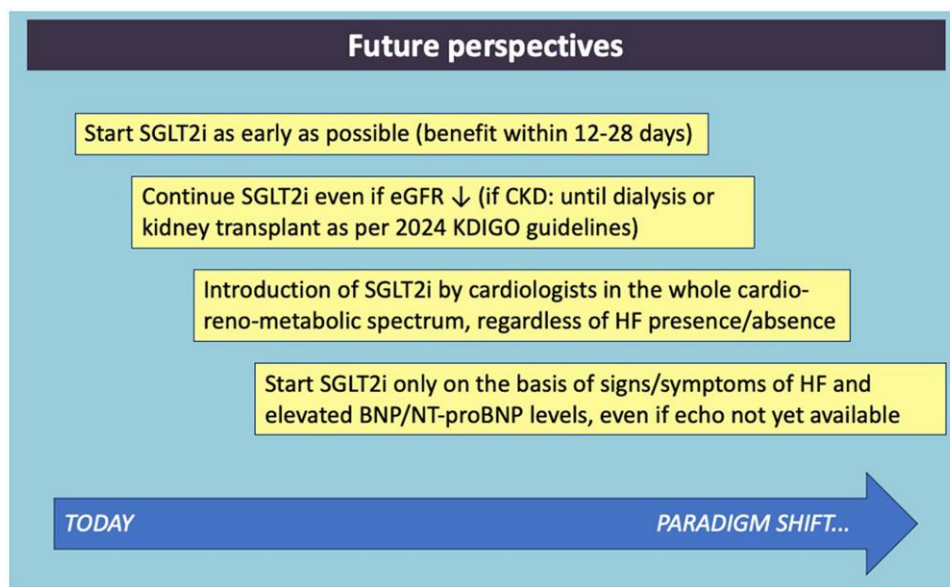 Future perspectives
Start SGLT2i as early as possible (benefit within 12-28 days)
Continue SGLT2i even if eGFR ↓ (if CKD: until dialysis or
kidney transplant as per 2024 KDIGO guidelines)
Introduction of SGLT2i by cardiologists in the whole cardio-
reno-metabolic spectrum, regardless of HF presence/absence
Start SGLT2i only on the basis of signs/symptoms of HF and
elevated BNP/NT-proBNP levels, even if echo not yet available
TODAY
PARADIGM SHIFT...